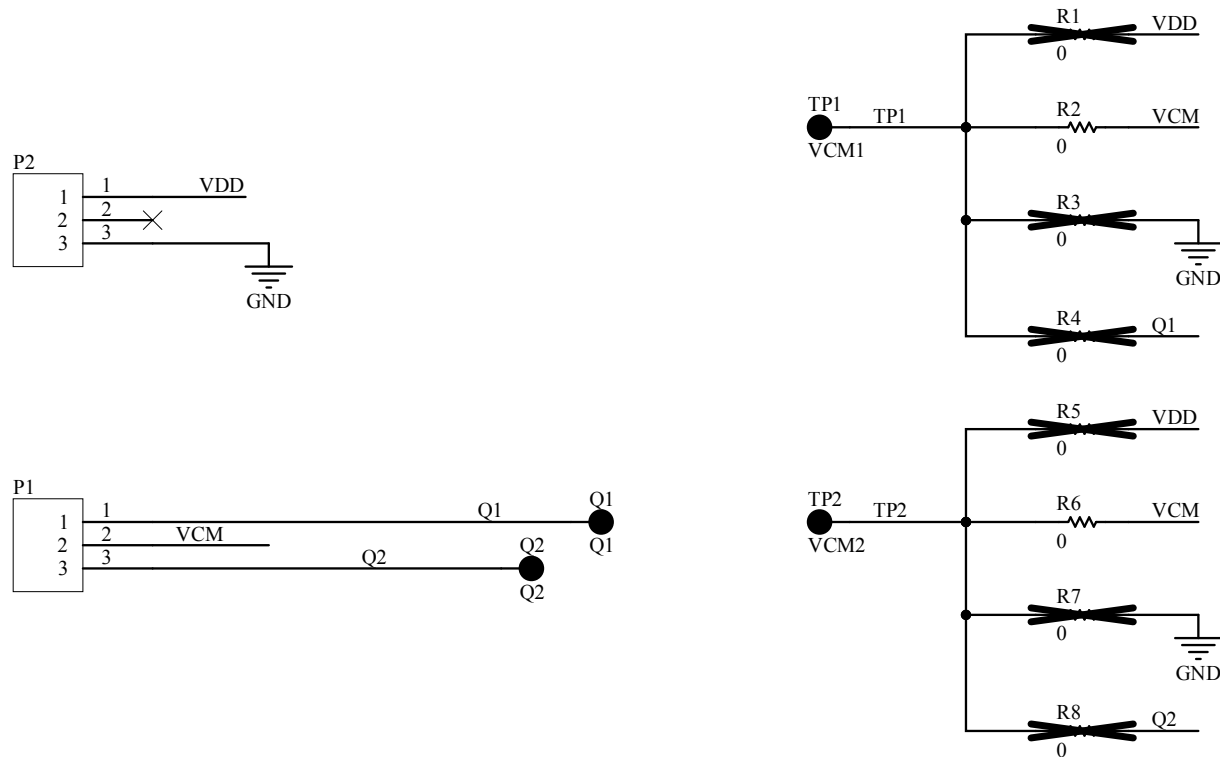 P2
1 1 VDD
2 2
3 3
GND
P1
1 1 Q1 Q1
Q1
2 2 VCM
3 3 Q2 Q2
Q2
TP1 TP1
VCM1
R1 VDD
0
R2 VCM
0
R3
0
GND
R4 Q1
0
TP2 TP2
VCM2
R5 VDD
0
R6 VCM
0
R7
0
GND
R8 Q2
0